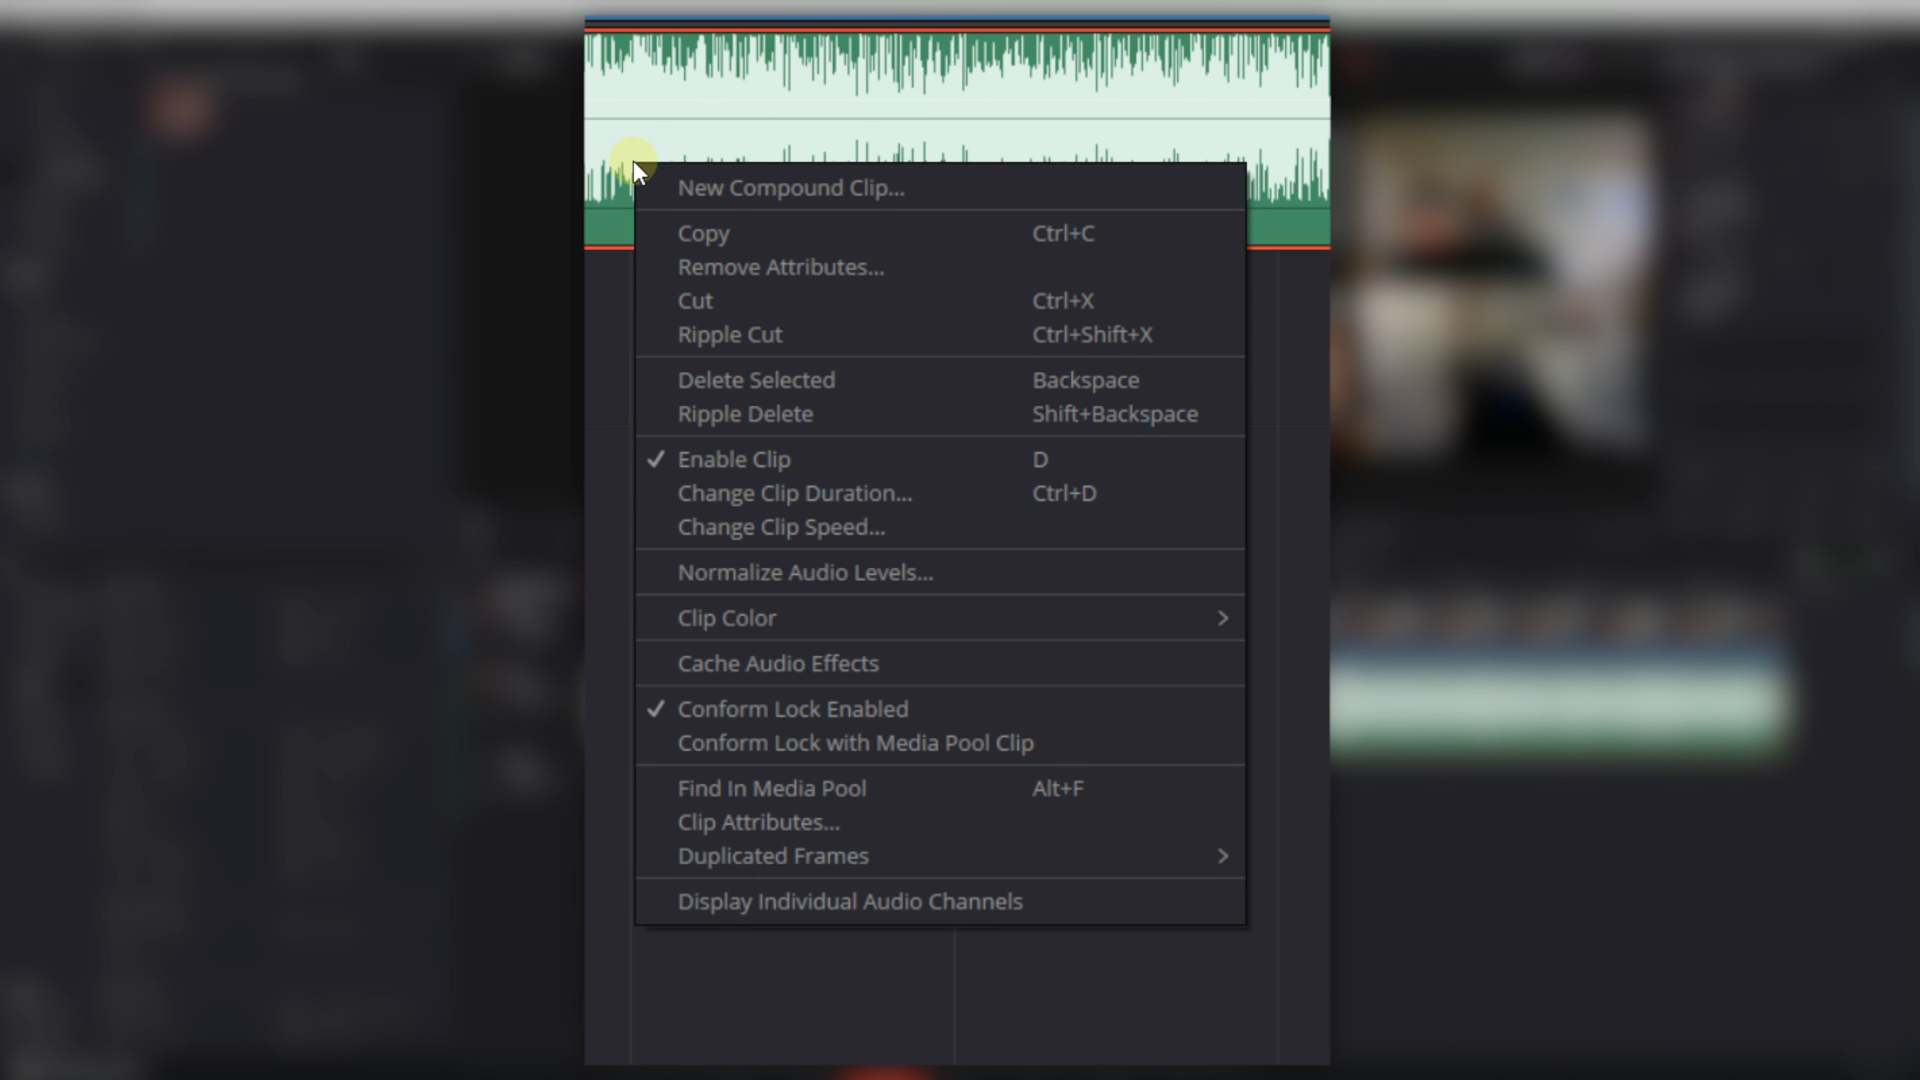 New Compound Clip...
Copy Ctrl+C
Remove Attributes...
Cut Ctrl+X
Ripple Cut Ctrl+Shift+X
Delete Selected Backspace
Ripple Delete Shift+Backspace
Enable Clip D
Change Clip Duration... Ctrl+D
Change Clip Speed...
Normalize Audio Levels...
Clip Color
Cache Audio Effects
Conform Lock Enabled
Conform Lock with Media Pool Clip
Find In Media Pool Alt+F
Clip Attributes...
Duplicated Frames
Display Individual Audio Channels